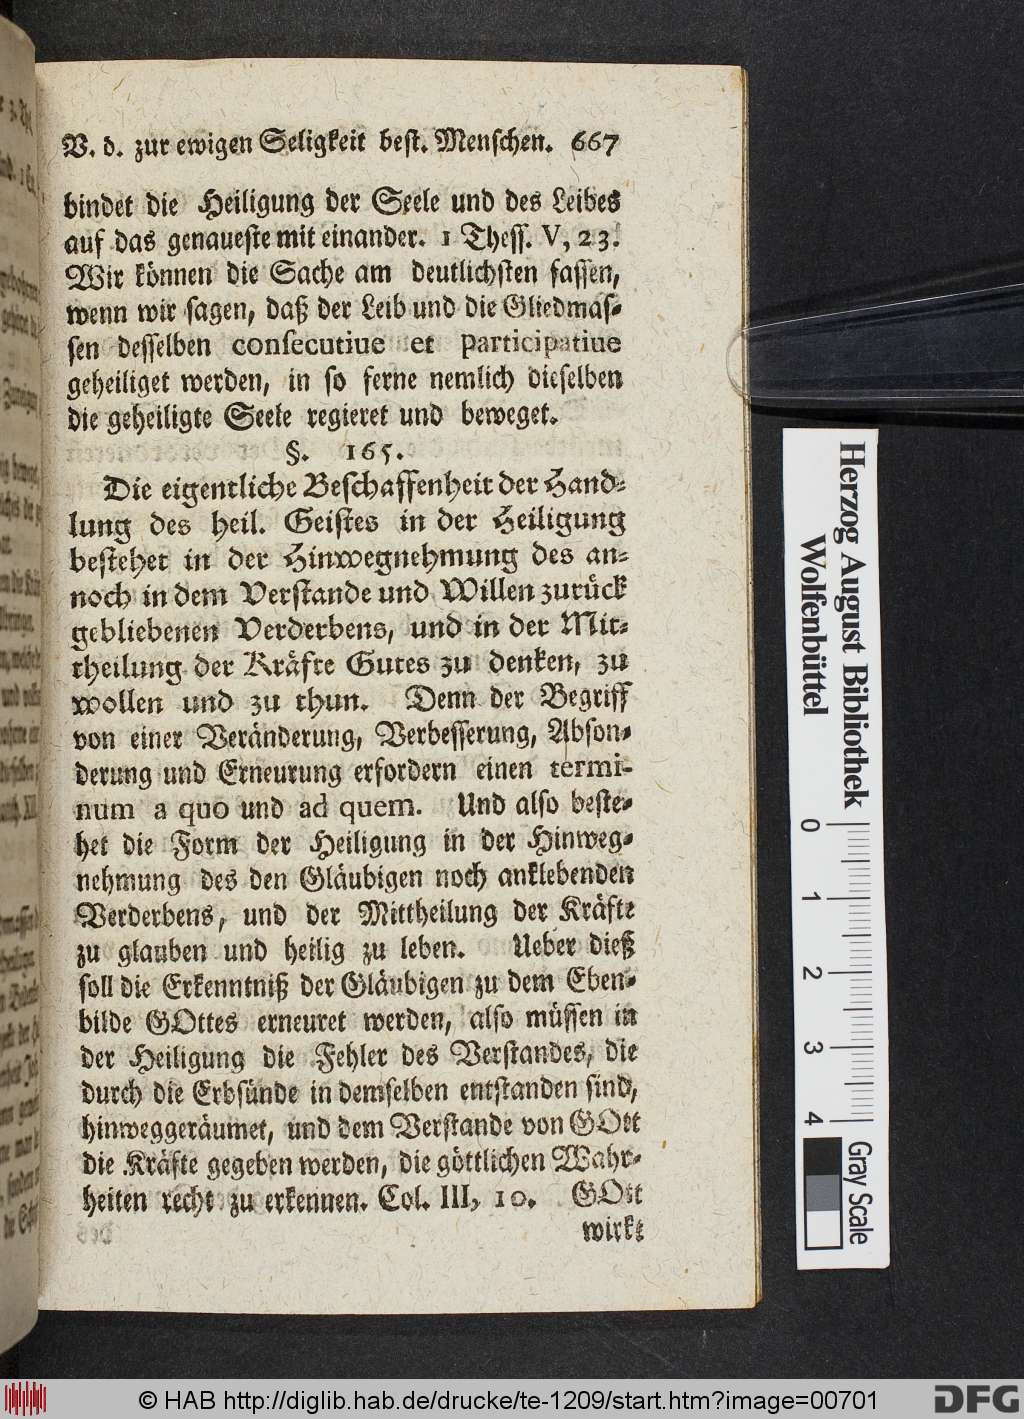 V. d. zur ewigen Seligkeit best. Menschen. 667
bindet die Heiligung der Seele und des Leibes
auf das genaueste mit einander. 1 Thess. V, 23.
Wir können die Sache am deutlichsten fassen,
wenn wir sagen, daß der Leib und die Gliedmas-
sen desselben consecutiue et participatiue
geheiliget werden, in so ferne nemlich dieselben
die geheiligte Seele regieret und beweget.
§. 165.
Die eigentliche Beschaffenheit der Hand-
lung des heil. Geistes in der Heiligung
bestehet in der Hinwegnehmung des an-
noch in dem Verstande und Willen zurück
gebliebenen Verderbens, und in der Mit-
theilung der Kräfte Gutes zu denken, zu
wollen und zu thun. Denn der Begriff
von einer Veränderung, Verbesserung, Abson-
derung und Erneurung erfordern einen termi-
num a quo und ad quem. Und also beste-
het die Form der Heiligung in der Hinweg-
nehmung des den Gläubigen noch anklebenden
Verderbens, und der Mittheilung der Kräfte
zu glauben und heilig zu leben. Ueber dieß
soll die Erkenntniß der Gläubigen zu dem Eben-
bilde GOttes erneuret werden, also müssen in
der Heiligung die Fehler des Verstandes, die
durch die Erbsünde in demselben entstanden sind,
hinweggeräumet, und dem Verstande von GOtt
die Kräfte gegeben werden, die göttlichen Wahr-
heiten recht zu erkennen. Col. III, 10. GOtt
wirkt
Herzog August Bibliothek
Wolfenbüttel
0 1 2 3 4
Gray Scale
© HAB http://diglib.hab.de/drucke/te-1209/start.htm?image=00701
DFG